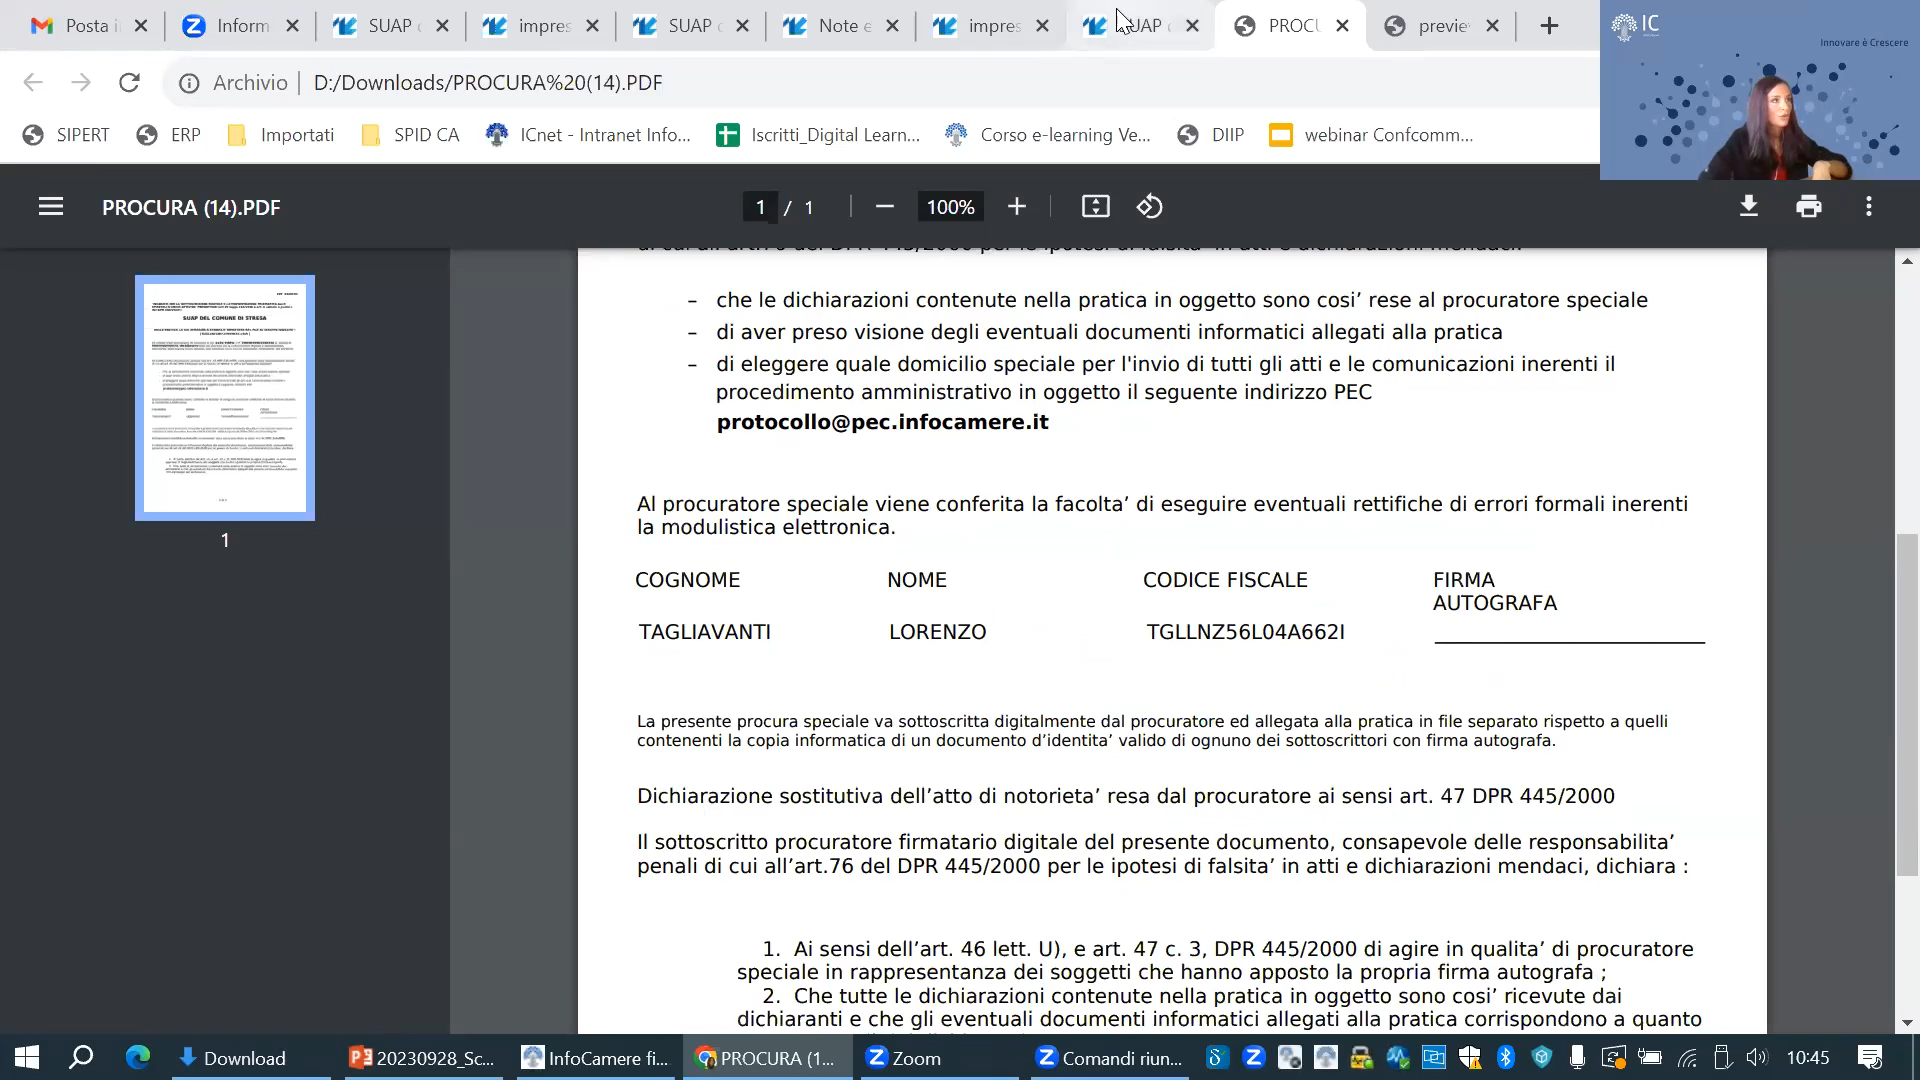 Posta i
Inform
SUAP
impres
SUAP
Note e
impres
SUAP
PROCU
previe
Archivio
D:/Downloads/PROCURA%20(14).PDF
IC
Innovare è Crescere
SIPERT
ERP
Importati
SPID CA
ICnet - Intranet Info...
Iscritti_Digital Learn...
Corso e-learning Ve...
DIIP
webinar Confcomm...
PROCURA (14).PDF
1 / 1
100%
– che le dichiarazioni contenute nella pratica in oggetto sono cosi’ rese al procuratore speciale
– di aver preso visione degli eventuali documenti informatici allegati alla pratica
– di eleggere quale domicilio speciale per l'invio di tutti gli atti e le comunicazioni inerenti il
procedimento amministrativo in oggetto il seguente indirizzo PEC
protocollo@pec.infocamere.it
Al procuratore speciale viene conferita la facolta’ di eseguire eventuali rettifiche di errori formali inerenti
la modulistica elettronica.
COGNOME NOME CODICE FISCALE FIRMA
AUTOGRAFA
TAGLIAVANTI LORENZO TGLLNZ56L04A662I
La presente procura speciale va sottoscritta digitalmente dal procuratore ed allegata alla pratica in file separato rispetto a quelli
contenenti la copia informatica di un documento d’identita’ valido di ognuno dei sottoscrittori con firma autografa.
Dichiarazione sostitutiva dell’atto di notorieta’ resa dal procuratore ai sensi art. 47 DPR 445/2000
Il sottoscritto procuratore firmatario digitale del presente documento, consapevole delle responsabilita’
penali di cui all’art.76 del DPR 445/2000 per le ipotesi di falsita’ in atti e dichiarazioni mendaci, dichiara :
1. Ai sensi dell’art. 46 lett. U), e art. 47 c. 3, DPR 445/2000 di agire in qualita’ di procuratore
speciale in rappresentanza dei soggetti che hanno apposto la propria firma autografa ;
2. Che tutte le dichiarazioni contenute nella pratica in oggetto sono cosi’ ricevute dai
dichiaranti e che gli eventuali documenti informatici allegati alla pratica corrispondono a quanto
SUAP DEL COMUNE DI STRESA
1
Download
20230928_Sc...
InfoCamere fi...
PROCURA (1...
Zoom
Comandi riun...
10:45